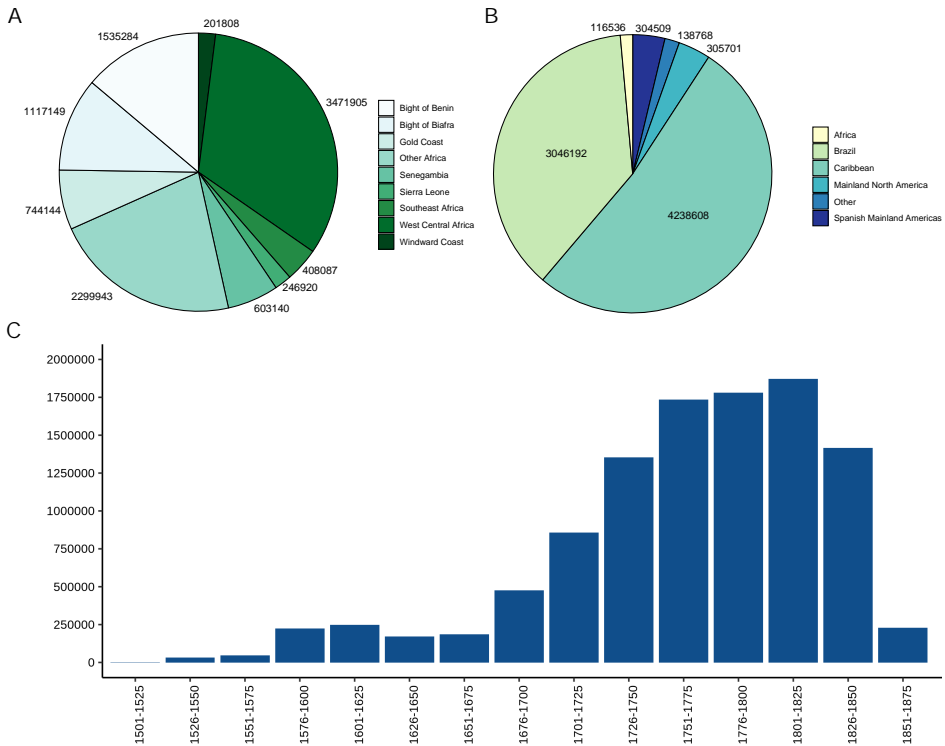 A
201808
1535284
3471905
1117149
744144
408087
246920
2299943
603140
Bight of Benin
Bight of Biafra
Gold Coast
Other Africa
Senegambia
Sierra Leone
Southeast Africa
West Central Africa
Windward Coast
B
116536
304509
138768
305701
3046192
4238608
Africa
Brazil
Caribbean
Mainland North America
Other
Spanish Mainland Americas
C
2000000
1750000
1500000
1250000
1000000
750000
500000
250000
0
1501-1525
1526-1550
1551-1575
1576-1600
1601-1625
1626-1650
1651-1675
1676-1700
1701-1725
1726-1750
1751-1775
1776-1800
1801-1825
1826-1850
1851-1875